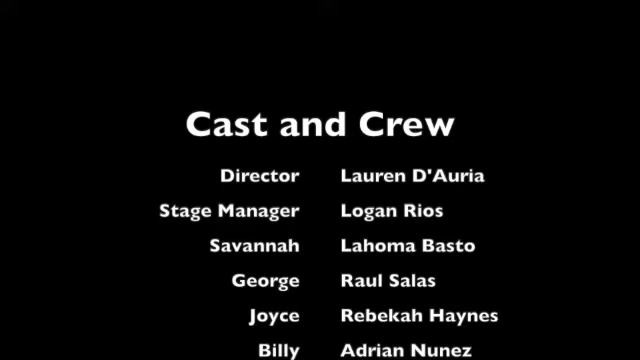 Cast and Crew
Director Lauren D'Auria
Stage Manager Logan Rios
Savannah Lahoma Basto
George Raul Salas
Joyce Rebekah Haynes
Billy Adrian Nunez